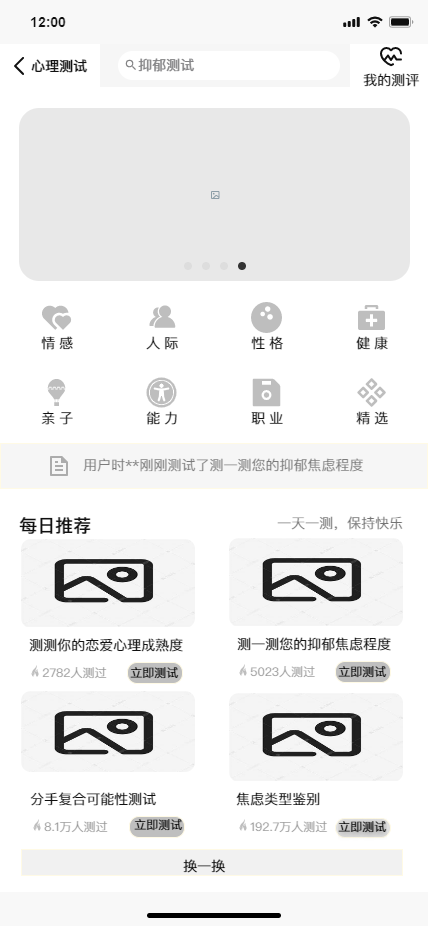 12:00
心理测试
抑郁测试
我的测评
情感
人际
性格
健康
亲子
能力
职业
精选
用户时**刚刚测试了测一测您的抑郁焦虑程度
每日推荐
一天一测，保持快乐
测测你的恋爱心理成熟度
测一测您的抑郁焦虑程度
2782人测过
立即测试
5023人测过
立即测试
分手复合可能性测试
焦虑类型鉴别
8.1万人测过
立即测试
192.7万人测过
立即测试
换一换